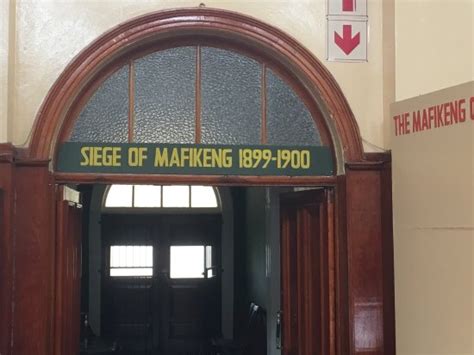 SIEGE OF MAFIKENG 1899-1900
THE MAFIKENG